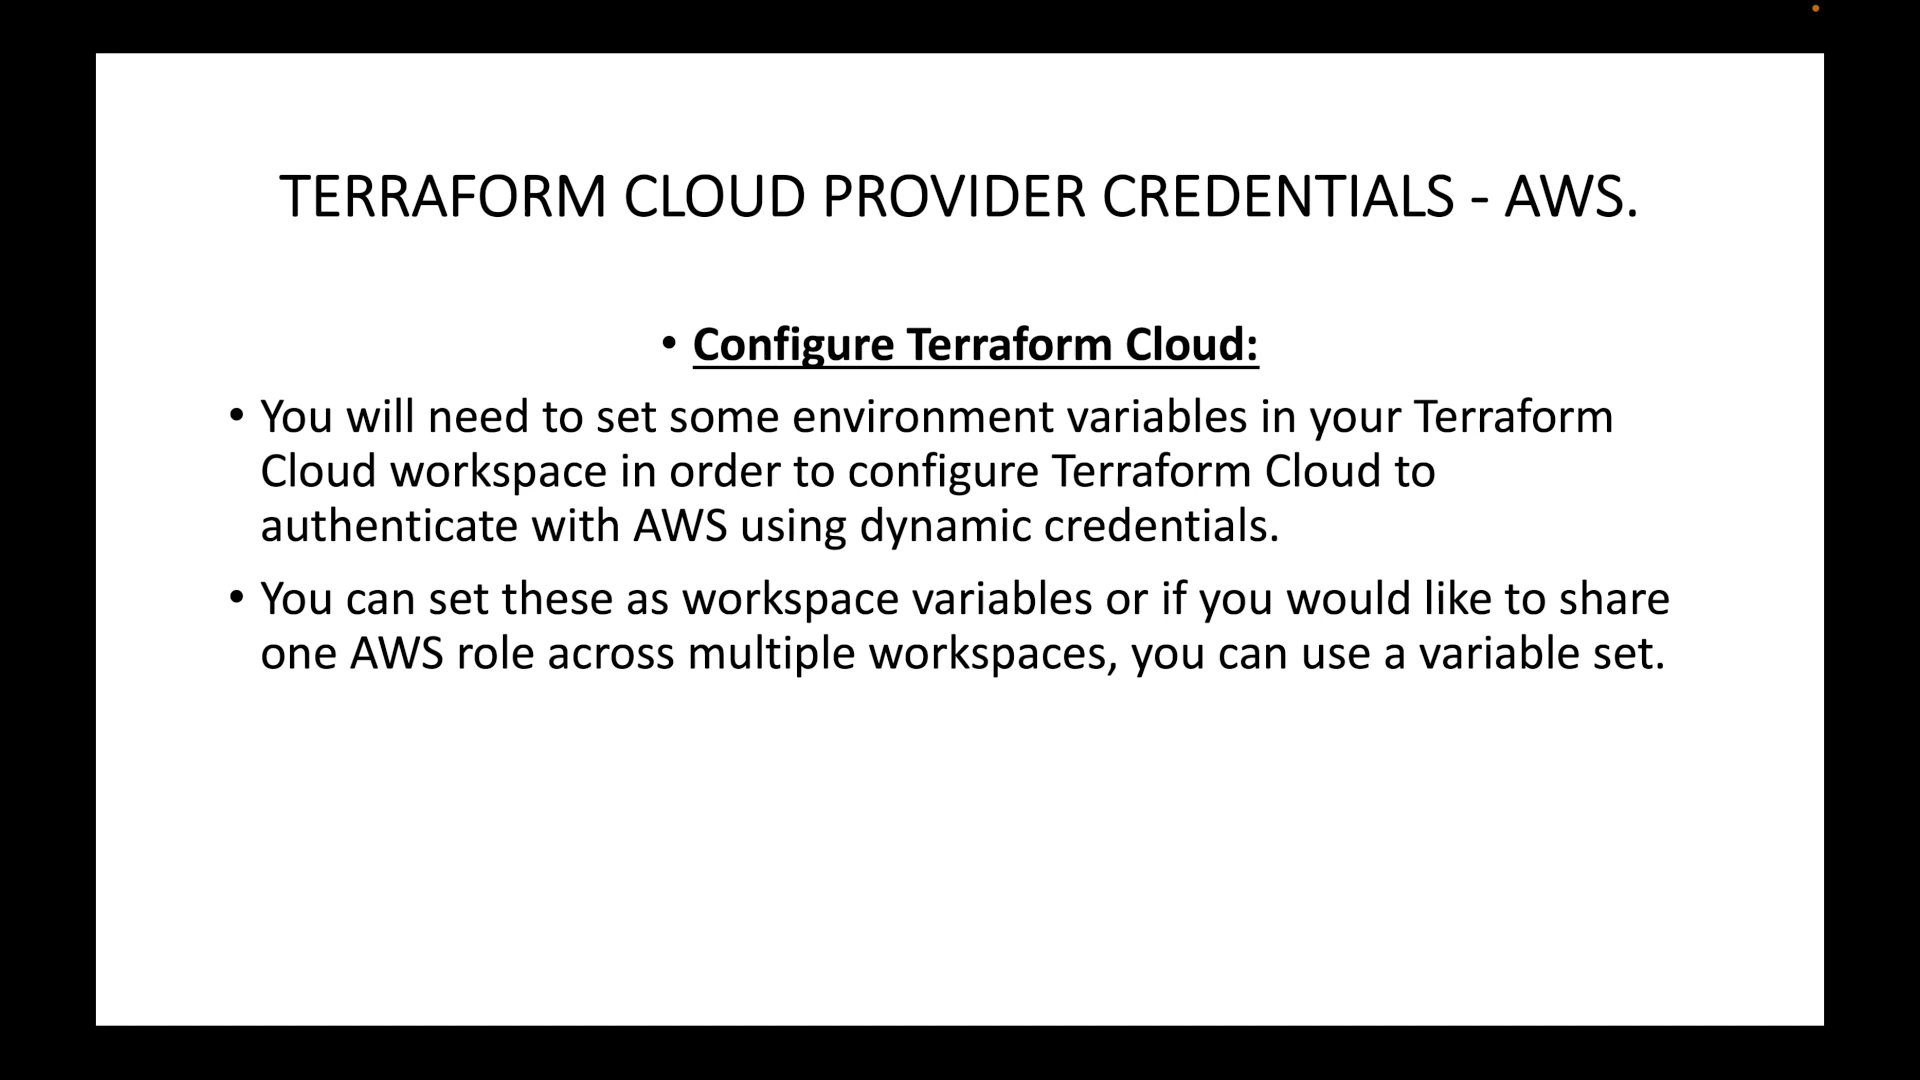 TERRAFORM CLOUD PROVIDER CREDENTIALS - AWS.
• Configure Terraform Cloud:
• You will need to set some environment variables in your Terraform
Cloud workspace in order to configure Terraform Cloud to
authenticate with AWS using dynamic credentials.
• You can set these as workspace variables or if you would like to share
one AWS role across multiple workspaces, you can use a variable set.